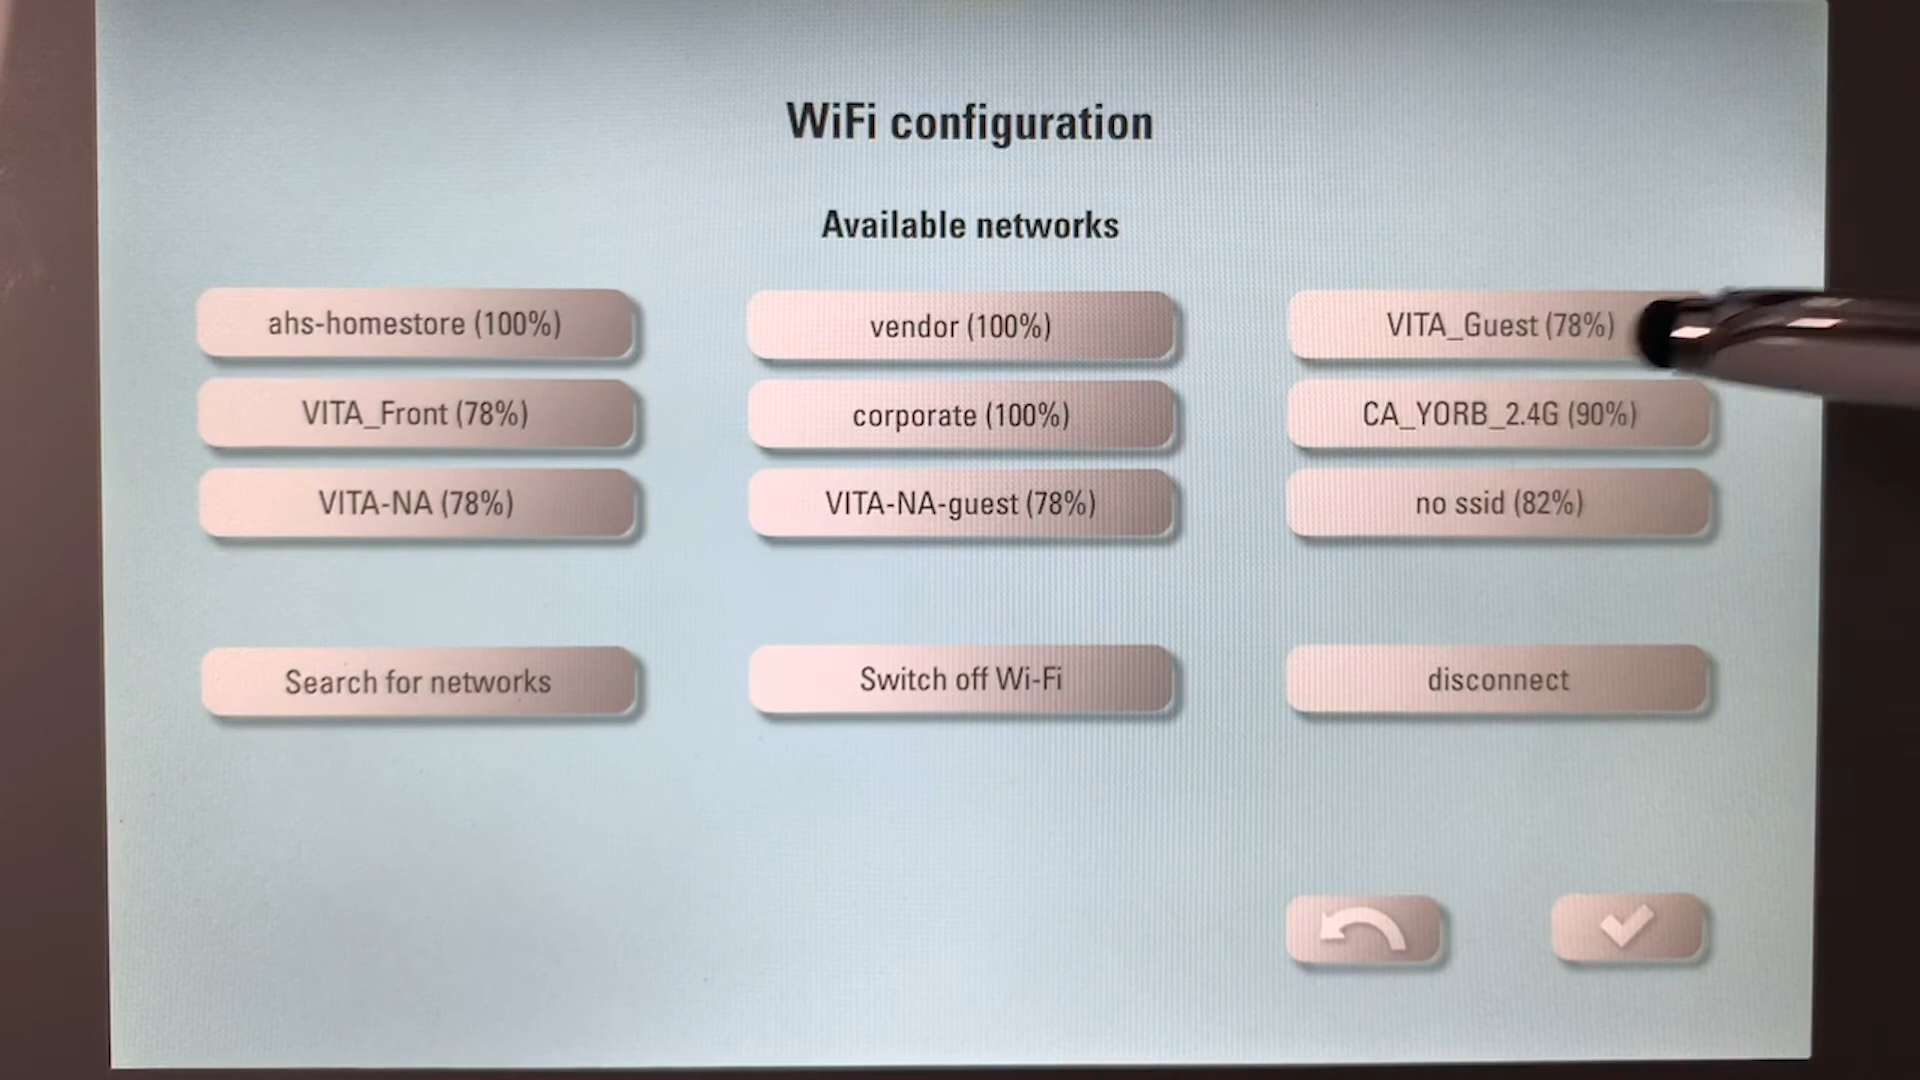 WiFi configuration
Available networks
ahs-homestore (100%)
vendor (100%)
VITA_Guest (78%)
VITA_Front (78%)
corporate (100%)
CA_YORB_2.4G (90%)
VITA-NA (78%)
VITA-NA-guest (78%)
no ssid (82%)
Search for networks
Switch off Wi-Fi
disconnect